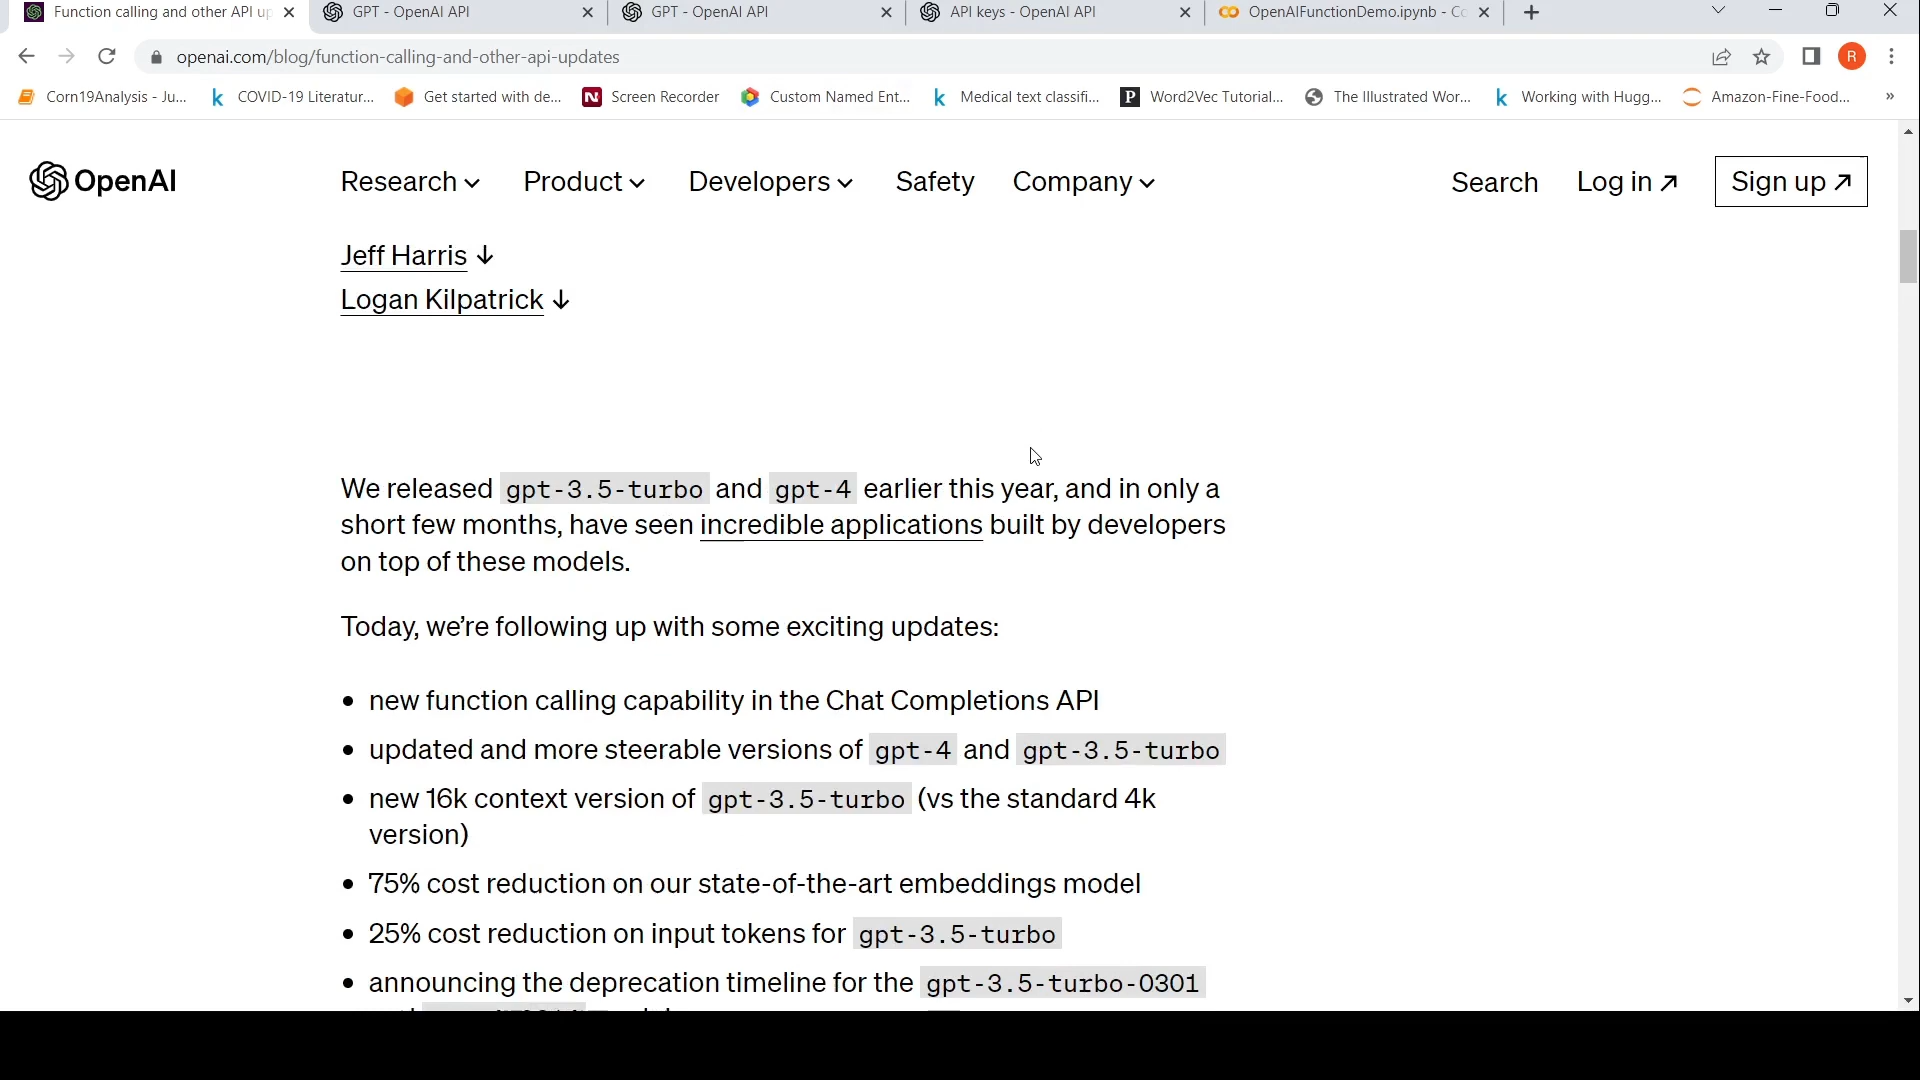 Function calling and other API up
GPT - OpenAI API
GPT - OpenAI API
API keys - OpenAI API
OpenAIFunctionDemo.ipynb - Co
openai.com/blog/function-calling-and-other-api-updates
R
Corn19Analysis - Ju...
COVID-19 Literatur...
Get started with de...
Screen Recorder
Custom Named Ent...
Medical text classifi...
Word2Vec Tutorial...
The Illustrated Wor...
Working with Hugg...
Amazon-Fine-Food...
»
OpenAI
Research
Product
Developers
Safety
Company
Search
Log in ↗
Sign up ↗
Jeff Harris ↓
Logan Kilpatrick ↓
We released gpt-3.5-turbo and gpt-4 earlier this year, and in only a
short few months, have seen incredible applications built by developers
on top of these models.
Today, we’re following up with some exciting updates:
• new function calling capability in the Chat Completions API
• updated and more steerable versions of gpt-4 and gpt-3.5-turbo
• new 16k context version of gpt-3.5-turbo (vs the standard 4k
version)
• 75% cost reduction on our state-of-the-art embeddings model
• 25% cost reduction on input tokens for gpt-3.5-turbo
• announcing the deprecation timeline for the gpt-3.5-turbo-0301